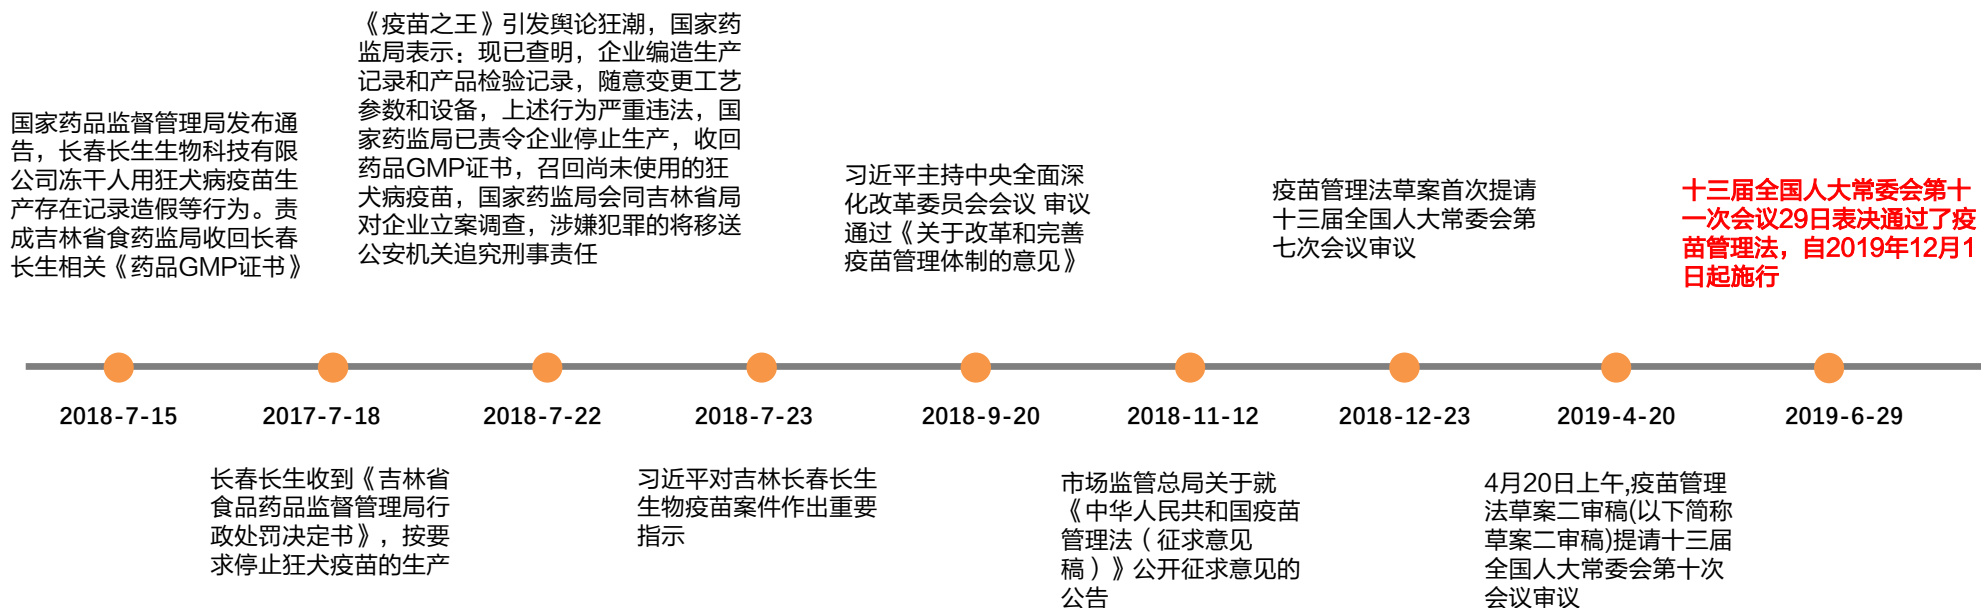 国家药品监督管理局发布通
告，长春长生生物科技有限
公司冻干人用狂犬病疫苗生
产存在记录造假等行为。责
成吉林省食药监局收回长春
长生相关《药品GMP证书》
《疫苗之王》引发舆论狂潮，国家药
监局表示：现已查明，企业编造生产
记录和产品检验记录，随意变更工艺
参数和设备，上述行为严重违法，国
家药监局已责令企业停止生产，收回
药品GMP证书，召回尚未使用的狂
犬病疫苗，国家药监局会同吉林省局
对企业立案调查，涉嫌犯罪的将移送
公安机关追究刑事责任
习近平主持中央全面深
化改革委员会会议 审议
通过《关于改革和完善
疫苗管理体制的意见》
疫苗管理法草案首次提请
十三届全国人大常委会第
七次会议审议
十三届全国人大常委会第十
一次会议29日表决通过了疫
苗管理法，自2019年12月1
日起施行
2018-7-15
2017-7-18
2018-7-22
2018-7-23
2018-9-20
2018-11-12
2018-12-23
2019-4-20
2019-6-29
长春长生收到《吉林省
食品药品监督管理局行
政处罚决定书》，按要
求停止狂犬疫苗的生产
习近平对吉林长春长生
生物疫苗案件作出重要
指示
市场监管总局关于就
《中华人民共和国疫苗
管理法（征求意见
稿）》公开征求意见的
公告
4月20日上午,疫苗管理
法草案二审稿(以下简称
草案二审稿)提请十三届
全国人大常委会第十次
会议审议